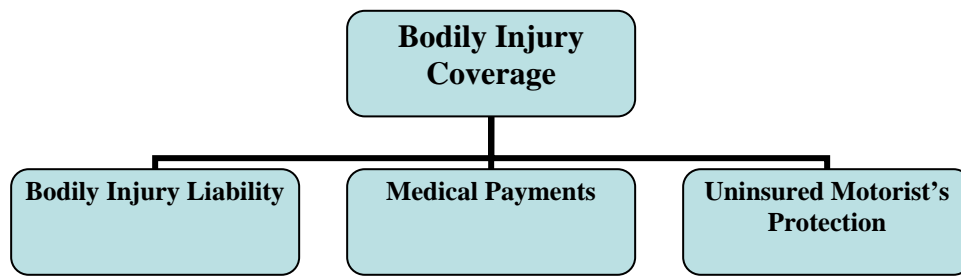 Bodily Injury
Coverage
Bodily Injury Liability
Medical Payments
Uninsured Motorist’s
Protection